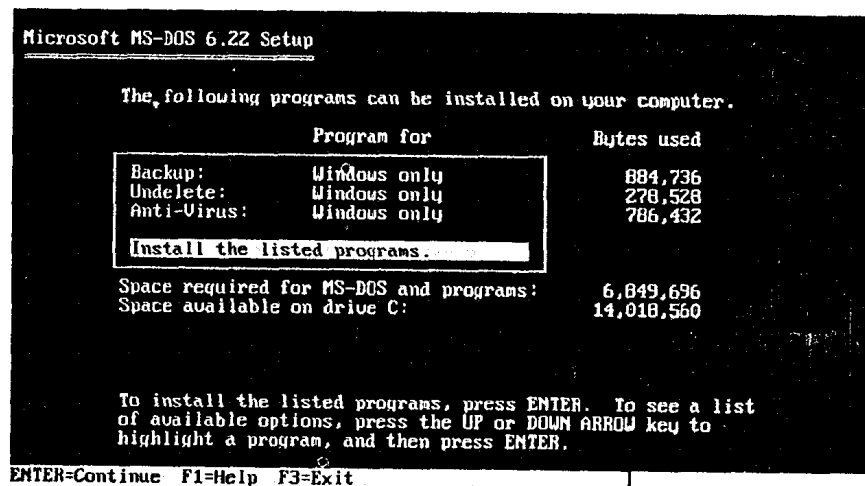 Microsoft MS-DOS 6.22 Setup
The following programs can be installed on your computer.
Program for Bytes used
Backup: Windows only 884,736
Undelete: Windows only 278,528
Anti-Virus: Windows only 786,432
Install the listed programs.
Space required for MS-DOS and programs: 6,849,696
Space available on drive C: 14,018,560
To install the listed programs, press ENTER. To see a list
of available options, press the UP or DOWN ARROW key to
highlight a program, and then press ENTER.
ENTER=Continue F1=Help F3=Exit